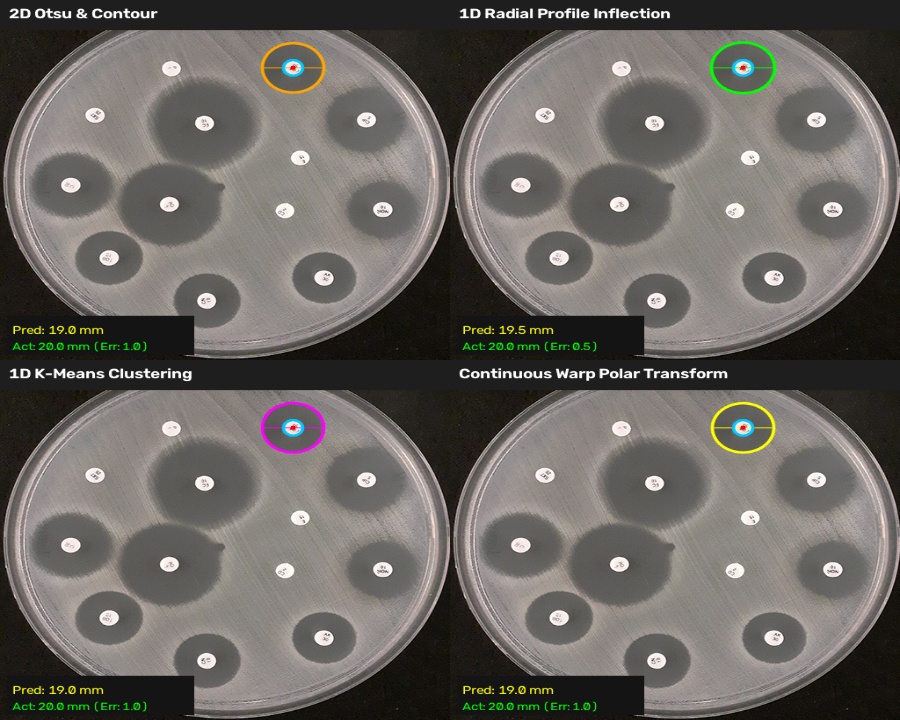 2D Otsu & Contour
1D Radial Profile Inflection
Pred: 19.0 mm
Act: 20.0 mm (Err: 1.0)
Pred: 19.5 mm
Act: 20.0 mm (Err: 0.5)
1D K-Means Clustering
Continuous Warp Polar Transform
Pred: 19.0 mm
Act: 20.0 mm (Err: 1.0)
Pred: 19.0 mm
Act: 20.0 mm (Err: 1.0)